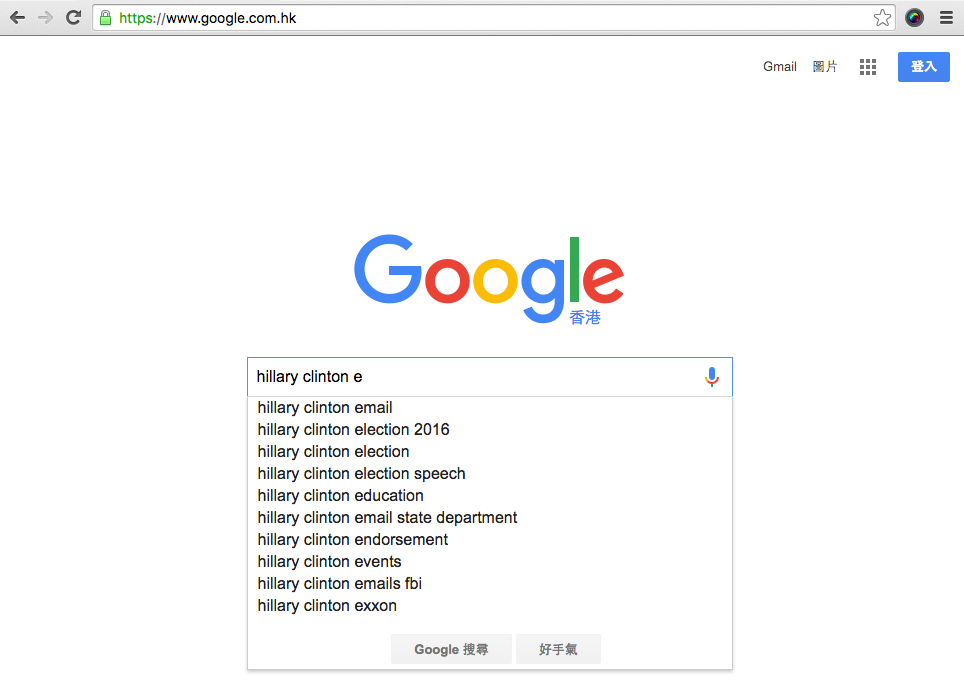 https://www.google.com.hk
Gmail 圖片 登入
Google
香港
hillary clinton e
hillary clinton email
hillary clinton election 2016
hillary clinton election
hillary clinton election speech
hillary clinton education
hillary clinton email state department
hillary clinton endorsement
hillary clinton events
hillary clinton emails fbi
hillary clinton exxon
Google 搜尋 好手氣